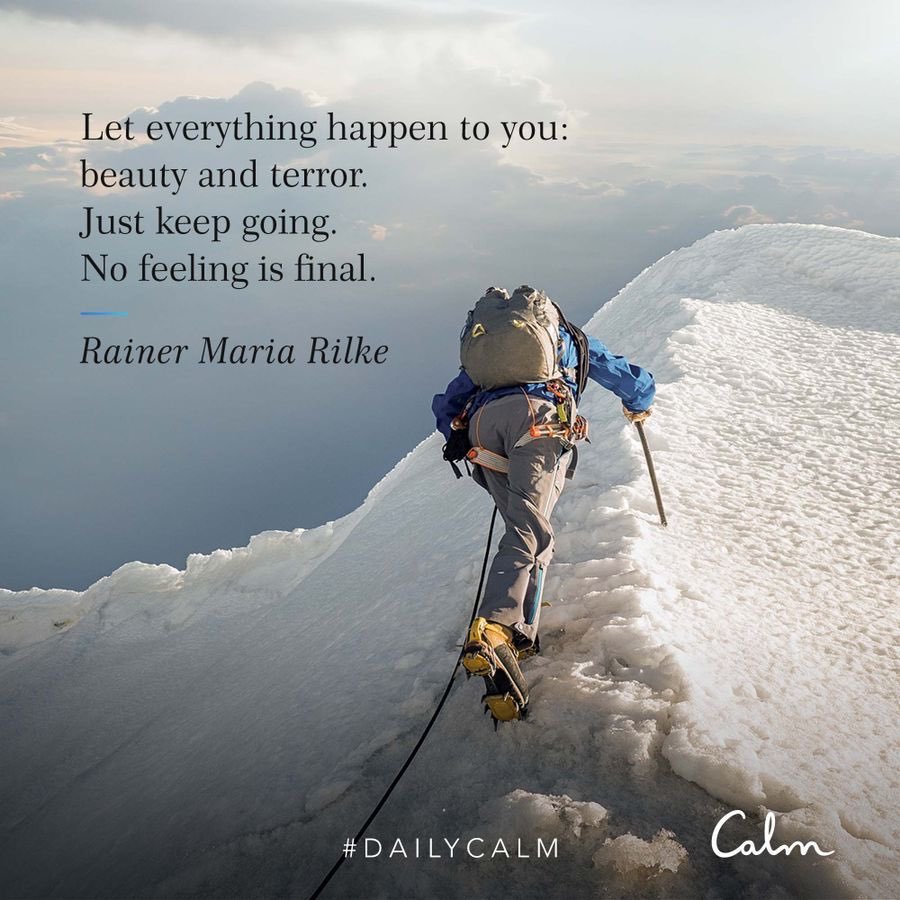 Let everything happen to you:
beauty and terror.
Just keep going.
No feeling is final.
Rainer Maria Rilke
#DAILYCALM
Calm